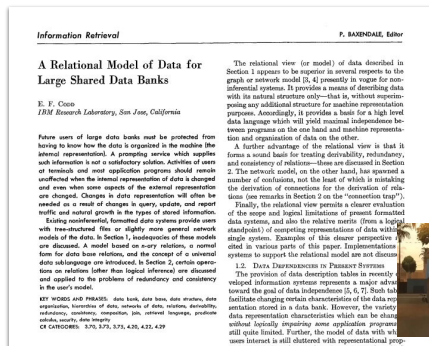 Information Retrieval
P. BAXENDALE, Editor
A Relational Model of Data for
Large Shared Data Banks
E. F. CODD
IBM Research Laboratory, San Jose, California
Future users of large data banks must be protected from
having to know how the data is organized in the machine (the
internal representation). A prompting service which supplies
such information is not a satisfactory solution. Activities of users
at terminals and most application programs should remain
unaffected when the internal representation of data is changed
and even when some aspects of the external representation
are changed. Changes in data representation will often be
needed as a result of changes in query, update, and report
traffic and natural growth in the types of stored information.
Existing noninferential, formatted data systems provide users
with tree-structured files or slightly more general network
models of the data. In Section 1, inadequacies of these models
are discussed. A model based on n-ary relations, a normal
form for data base relations, and the concept of a universal
data sublanguage are introduced. In Section 2, certain opera-
tions on relations (other than logical inference) are discussed
and applied to the problems of redundancy and consistency
in the user's model.
KEY WORDS AND PHRASES: data bank, data base, data structure, data
organization, hierarchies of data, networks of data, relations, derivability,
redundancy, consistency, composition, join, retrieval language, predicate
calculus, security, data integrity
CR CATEGORIES: 3.70, 3.73, 3.75, 4.20, 4.22, 4.29
The relational view (or model) of data described in
Section 1 appears to be superior in several respects to the
graph or network model [3, 4] presently in vogue for non-
inferential systems. It provides a means of describing data
with its natural structure only—that is, without superim-
posing any additional structure for machine representation
purposes. Accordingly, it provides a basis for a high level
data language which will yield maximal independence be-
tween programs on the one hand and machine representa-
tion and organization of data on the other.
A further advantage of the relational view is that it
forms a sound basis for treating derivability, redundancy,
and consistency of relations—these are discussed in Section
2. The network model, on the other hand, has spawned a
number of confusions, not the least of which is mistaking
the derivation of connections for the derivation of rela-
tions (see remarks in Section 2 on the "connection trap").
Finally, the relational view permits a clearer evaluation
of the scope and logical limitations of present formatted
data systems, and also the relative merits (from a logical
standpoint) of competing representations of data within
single system. Examples of this clearer perspective
cited in various parts of this paper. Implementations
systems to support the relational model are not discus
1.2. DATA DEPENDENCIES IN PRESENT SYSTEMS
The provision of data description tables in recently
veloped information systems represents a major advan
toward the goal of data independence [5, 6, 7]. Such tab
facilitate changing certain characteristics of the data rep
sentation stored in a data bank. However, the variety
data representation characteristics which can be chang
without logically impairing some application programs
still quite limited. Further, the model of data with wh
users interact is still cluttered with representational prop